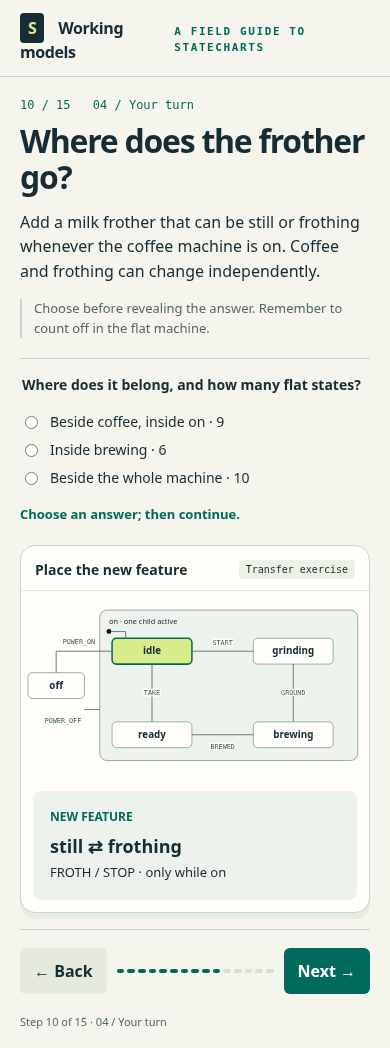 S Working models
A FIELD GUIDE TO
STATECHARTS
10 / 15 04 / Your turn
Where does the frother
go?
Add a milk frother that can be still or frothing
whenever the coffee machine is on. Coffee
and frothing can change independently.
Choose before revealing the answer. Remember to
count off in the flat machine.
Where does it belong, and how many flat states?
Beside coffee, inside on · 9
Inside brewing · 6
Beside the whole machine · 10
Choose an answer; then continue.
Place the new feature
Transfer exercise
on · one child active
POWER_ON
idle
START
grinding
off
TAKE
GROUND
POWER_OFF
ready
BREWED
brewing
NEW FEATURE
still ⇄ frothing
FROTH / STOP · only while on
← Back
Next →
Step 10 of 15 · 04 / Your turn